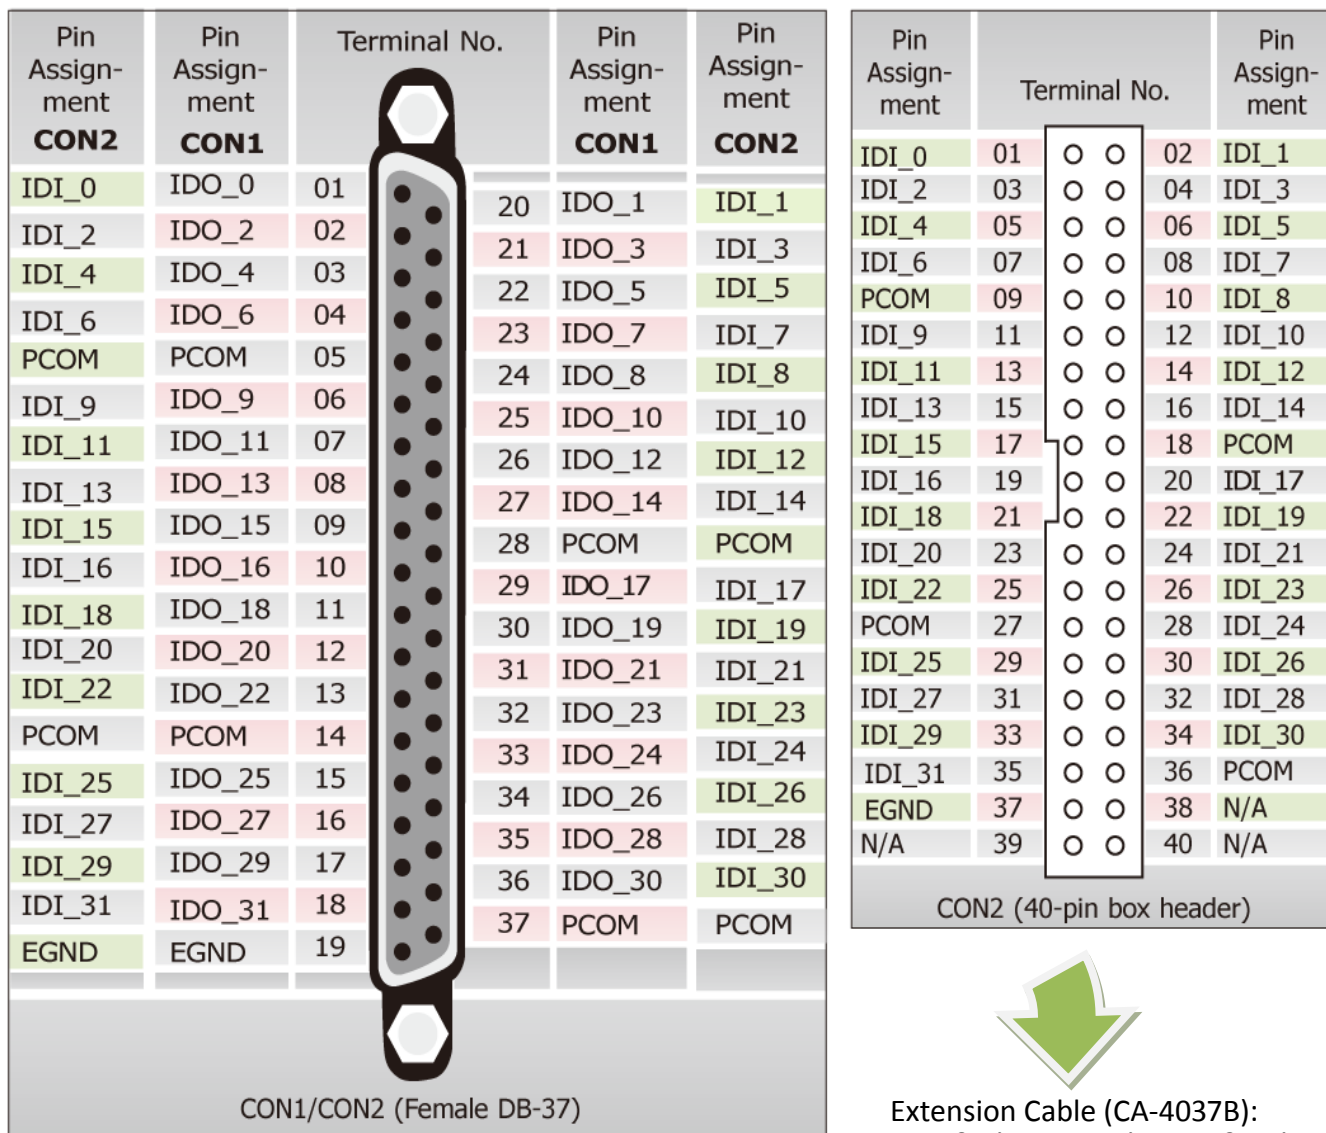 Pin Assign-ment CON2 Pin Assign-ment CON1 Terminal No. Pin Assign-ment CON1 Pin Assign-ment CON2
IDI_0 IDO_0 01
20 IDO_1 IDI_1
IDI_2 IDO_2 02
21 IDO_3 IDI_3
IDI_4 IDO_4 03
22 IDO_5 IDI_5
IDI_6 IDO_6 04
23 IDO_7 IDI_7
PCOM PCOM 05
24 IDO_8 IDI_8
IDI_9 IDO_9 06
25 IDO_10 IDI_10
IDI_11 IDO_11 07
26 IDO_12 IDI_12
IDI_13 IDO_13 08
27 IDO_14 IDI_14
IDI_15 IDO_15 09
28 PCOM PCOM
IDI_16 IDO_16 10
29 IDO_17 IDI_17
IDI_18 IDO_18 11
30 IDO_19 IDI_19
IDI_20 IDO_20 12
31 IDO_21 IDI_21
IDI_22 IDO_22 13
32 IDO_23 IDI_23
PCOM PCOM 14
33 IDO_24 IDI_24
IDI_25 IDO_25 15
34 IDO_26 IDI_26
IDI_27 IDO_27 16
35 IDO_28 IDI_28
IDI_29 IDO_29 17
36 IDO_30 IDI_30
IDI_31 IDO_31 18
37 PCOM PCOM
EGND EGND 19
CON1/CON2 (Female DB-37)
Pin Assign-ment Terminal No. Pin Assign-ment
IDI_0 01 02 IDI_1
IDI_2 03 04 IDI_3
IDI_4 05 06 IDI_5
IDI_6 07 08 IDI_7
PCOM 09 10 IDI_8
IDI_9 11 12 IDI_10
IDI_11 13 14 IDI_12
IDI_13 15 16 IDI_14
IDI_15 17 18 PCOM
IDI_16 19 20 IDI_17
IDI_18 21 22 IDI_19
IDI_20 23 24 IDI_21
IDI_22 25 26 IDI_23
PCOM 27 28 IDI_24
IDI_25 29 30 IDI_26
IDI_27 31 32 IDI_28
IDI_29 33 34 IDI_30
IDI_31 35 36 PCOM
EGND 37 38 N/A
N/A 39 40 N/A
CON2 (40-pin box header)
Extension Cable (CA-4037B):